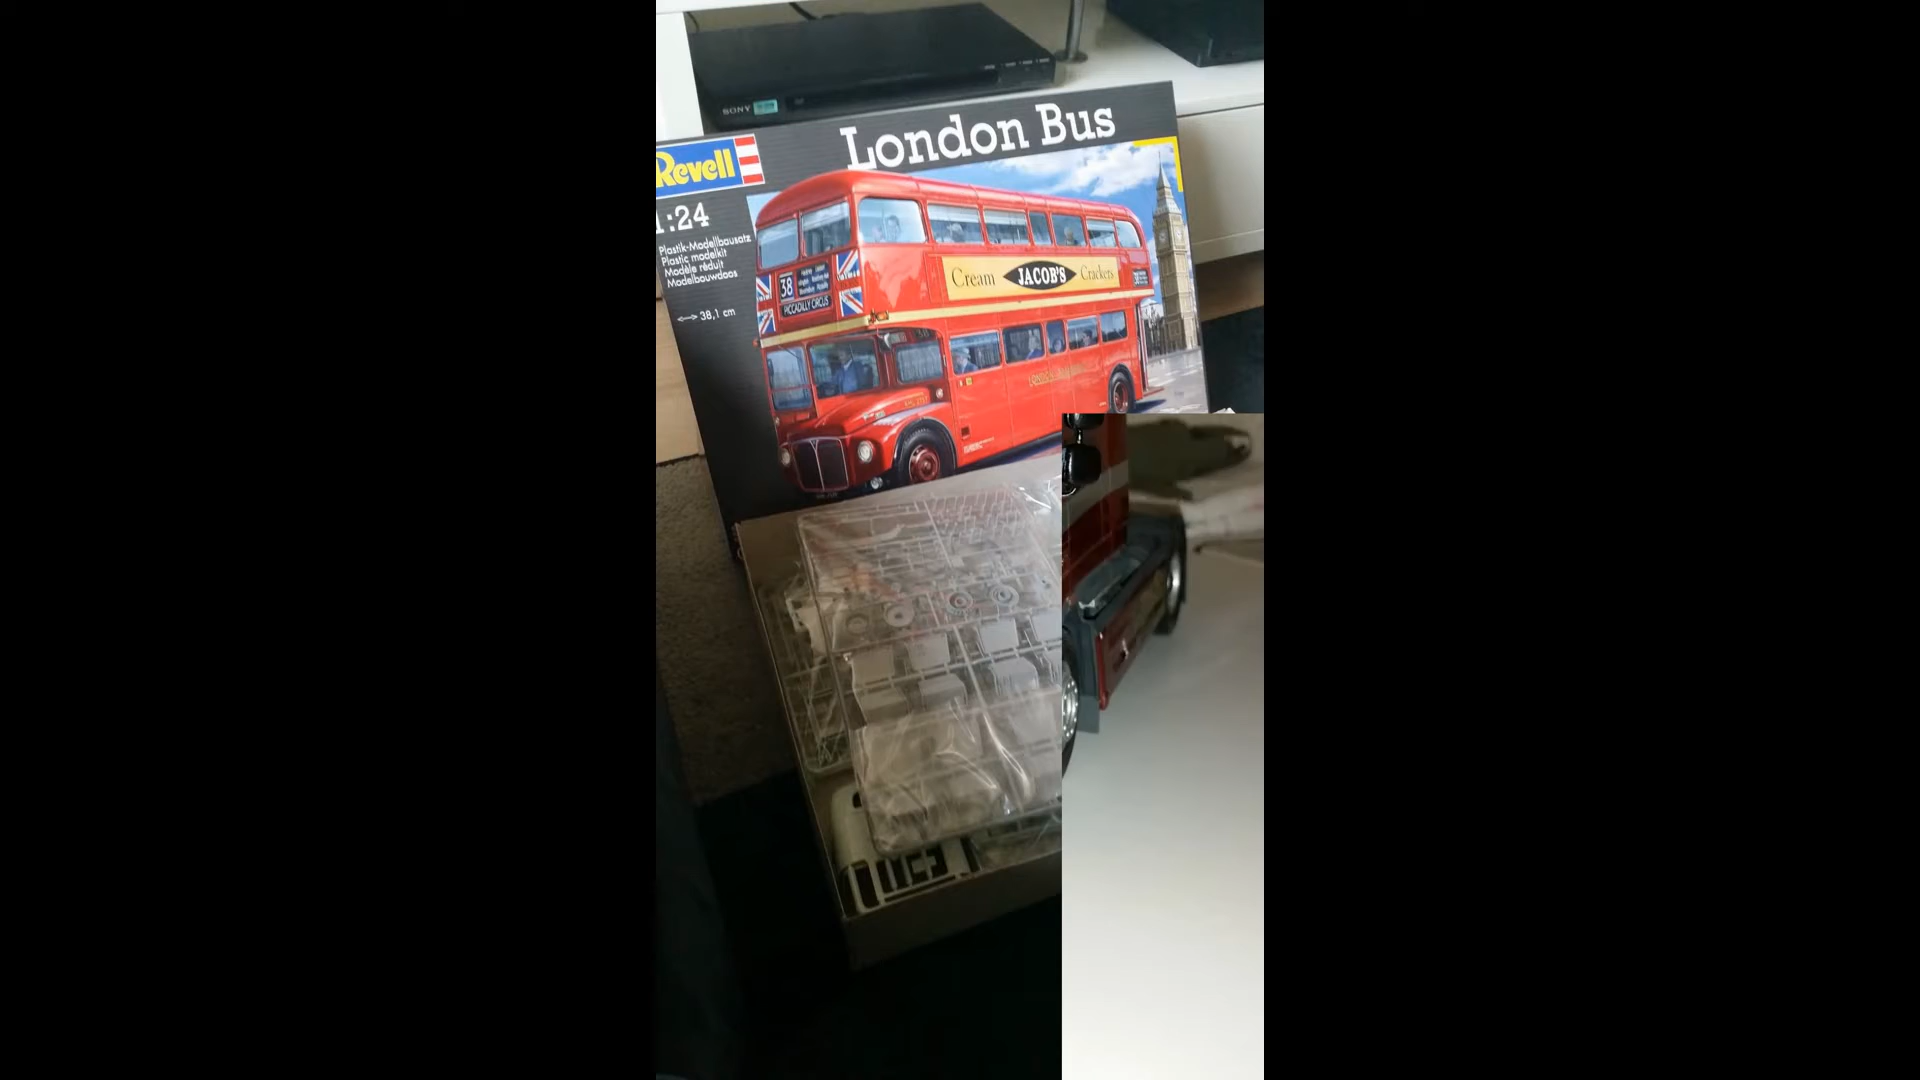 SONY
London Bus
Revell
1:24
Plastik-Modellbausatz
Plastic modelkit
Modèle réduit
Modelbouwdoos
38,1 cm
Cream JACOB'S Crackers
38
PICCADILLY CIRCUS